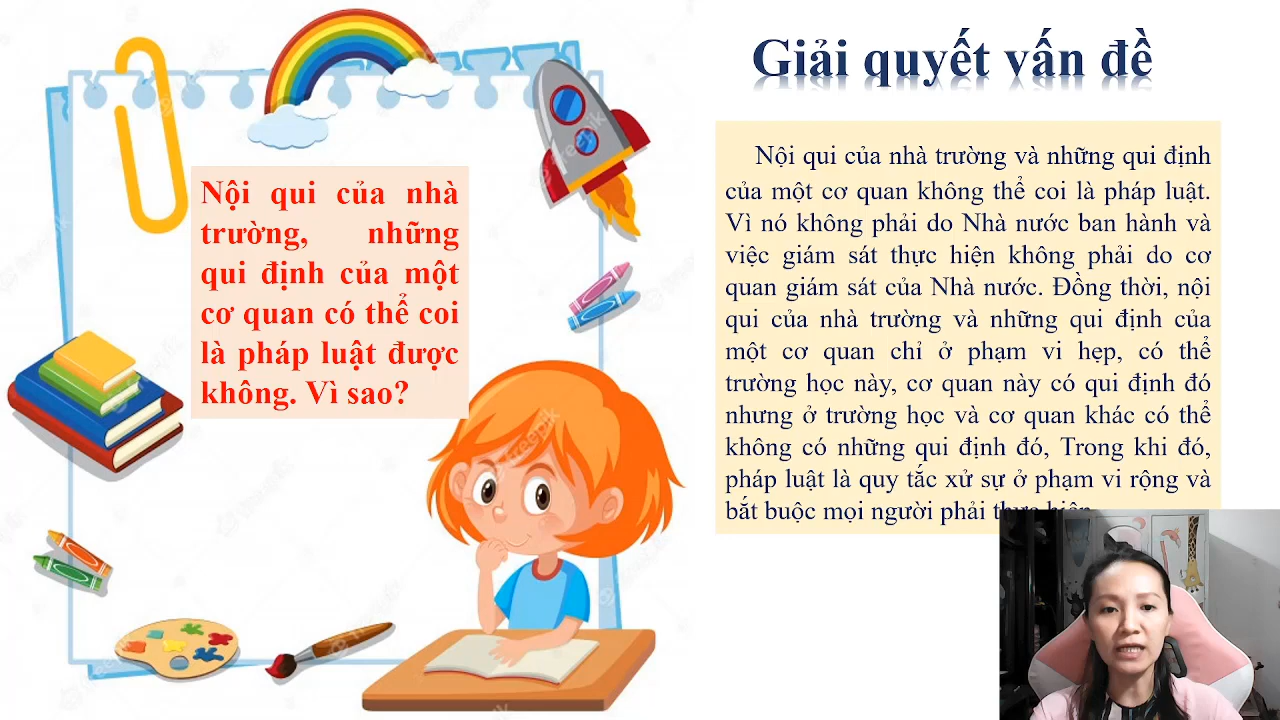 Giải quyết vấn đề
Nội qui của nhà
trường, những
qui định của một
cơ quan có thể coi
là pháp luật được
không. Vì sao?
Nội qui của nhà trường và những qui định
của một cơ quan không thể coi là pháp luật.
Vì nó không phải do Nhà nước ban hành và
việc giám sát thực hiện không phải do cơ
quan giám sát của Nhà nước. Đồng thời, nội
qui của nhà trường và những qui định của
một cơ quan chỉ ở phạm vi hẹp, có thể
trường học này, cơ quan này có qui định đó
nhưng ở trường học và cơ quan khác có thể
không có những qui định đó, Trong khi đó,
pháp luật là quy tắc xử sự ở phạm vi rộng và
bắt buộc mọi người phải thực hiện